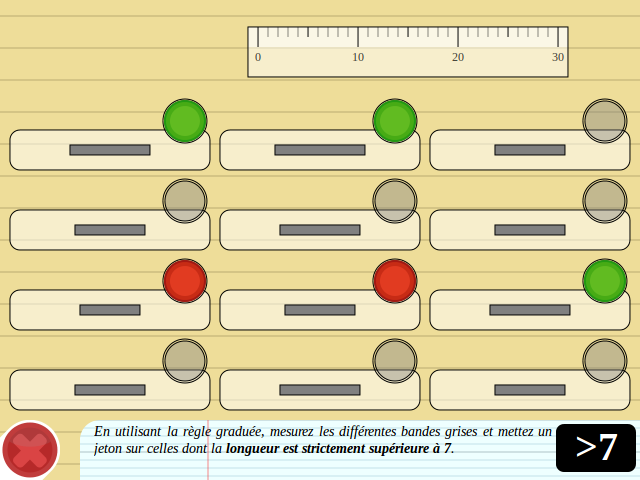 0 10 20 30
En utilisant la règle graduée, mesurez les différentes bandes grises et mettez un
jeton sur celles dont la longueur est strictement supérieure à 7.
>7